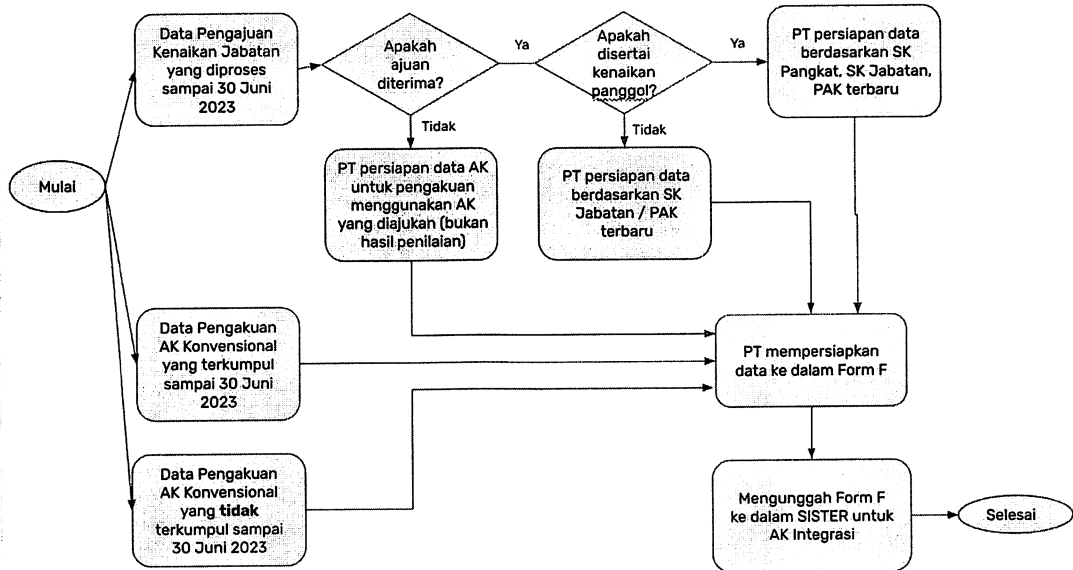 Data Pengajuan
Kenaikan Jabatan
yang diproses
sampai 30 Juni
2023
Apakah
ajuan
diterima?
Ya
Apakah
disertai
kenaikan
panggol?
Ya
PT persiapan data
berdasarkan SK
Pangkat, SK Jabatan,
PAK terbaru
Tidak
Tidak
Mulai
PT persiapan data AK
untuk pengakuan
menggunakan AK
yang diajukan (bukan
hasil penilaian)
PT persiapan data
berdasarkan SK
Jabatan / PAK
terbaru
Data Pengakuan
AK Konvensional
yang terkumpul
sampai 30 Juni
2023
PT mempersiapkan
data ke dalam Form F
Data Pengakuan
AK Konvensional
yang tidak
terkumpul sampai
30 Juni 2023
Mengunggah Form F
ke dalam SISTER untuk
AK Integrasi
Selesai